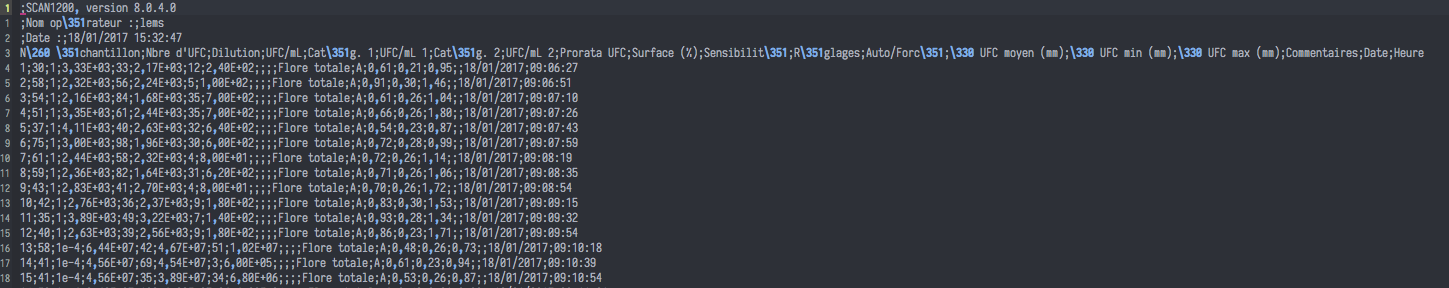 1 ;SCAN1200, version 8.0.4.0
1 ;Nom op\351rateur :;lems
2 ;Date :;18/01/2017 15:32:47
3 N\260 \351chantillon;Nbre d'UFC;Dilution;UFC/mL;Cat\351g. 1;UFC/mL 1;Cat\351g. 2;UFC/mL 2;Prorata UFC;Surface (%);Sensibilit\351;R\351glages;Auto/Forc\351;\330 UFC moyen (mm);\330 UFC min (mm);\330 UFC max (mm);Commentaires;Date;Heure
4 1;30;1;3,33E+03;33;2,17E+03;12;2,40E+02;;;;Flore totale;A;0,61;0,21;0,95;;18/01/2017;09:06:27
5 2;58;1;2,32E+03;56;2,24E+03;5;1,00E+02;;;;Flore totale;A;0,91;0,30;1,46;;18/01/2017;09:06:51
6 3;54;1;2,16E+03;84;1,68E+03;35;7,00E+02;;;;Flore totale;A;0,61;0,26;1,04;;18/01/2017;09:07:10
7 4;51;1;3,35E+03;61;2,44E+03;35;7,00E+02;;;;Flore totale;A;0,66;0,26;1,80;;18/01/2017;09:07:26
8 5;37;1;4,11E+03;40;2,63E+03;32;6,40E+02;;;;Flore totale;A;0,54;0,23;0,87;;18/01/2017;09:07:43
9 6;75;1;3,00E+03;98;1,96E+03;30;6,00E+02;;;;Flore totale;A;0,72;0,28;0,99;;18/01/2017;09:07:59
10 7;61;1;2,44E+03;58;2,32E+03;4;8,00E+01;;;;Flore totale;A;0,72;0,26;1,14;;18/01/2017;09:08:19
11 8;59;1;2,36E+03;82;1,64E+03;31;6,20E+02;;;;Flore totale;A;0,71;0,26;1,06;;18/01/2017;09:08:35
12 9;43;1;2,83E+03;41;2,70E+03;4;8,00E+01;;;;Flore totale;A;0,70;0,26;1,72;;18/01/2017;09:08:54
13 10;42;1;2,76E+03;36;2,37E+03;9;1,80E+02;;;;Flore totale;A;0,83;0,30;1,53;;18/01/2017;09:09:15
14 11;35;1;3,89E+03;49;3,22E+03;7;1,40E+02;;;;Flore totale;A;0,93;0,28;1,34;;18/01/2017;09:09:32
15 12;40;1;2,63E+03;39;2,56E+03;9;1,80E+02;;;;Flore totale;A;0,86;0,23;1,71;;18/01/2017;09:09:54
16 13;58;1e-4;6,44E+07;42;4,67E+07;51;1,02E+07;;;;Flore totale;A;0,48;0,26;0,73;;18/01/2017;09:10:18
17 14;41;1e-4;4,56E+07;69;4,54E+07;3;6,00E+05;;;;Flore totale;A;0,61;0,23;0,94;;18/01/2017;09:10:39
18 15;41;1e-4;4,56E+07;35;3,89E+07;34;6,80E+06;;;;Flore totale;A;0,53;0,26;0,87;;18/01/2017;09:10:54